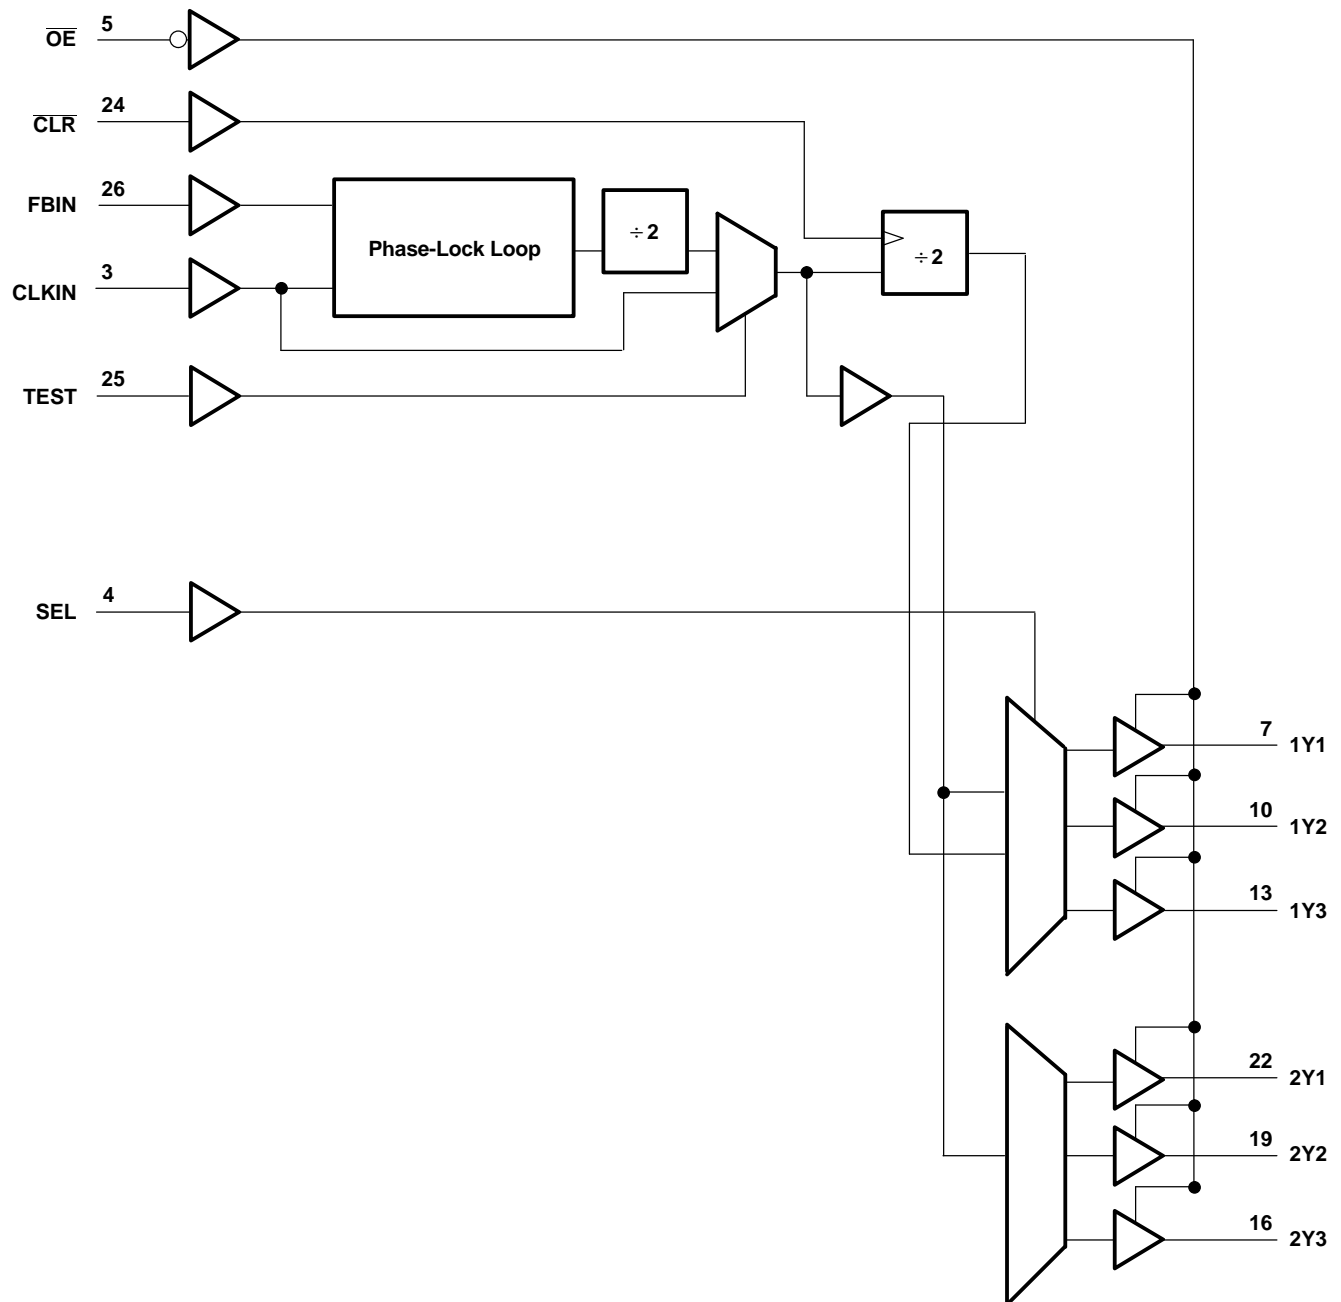 OE 5
CLR 24
FBIN 26
CLKIN 3
TEST 25
Phase-Lock Loop
÷2
÷2
SEL 4
7 1Y1
10 1Y2
13 1Y3
22 2Y1
19 2Y2
16 2Y3